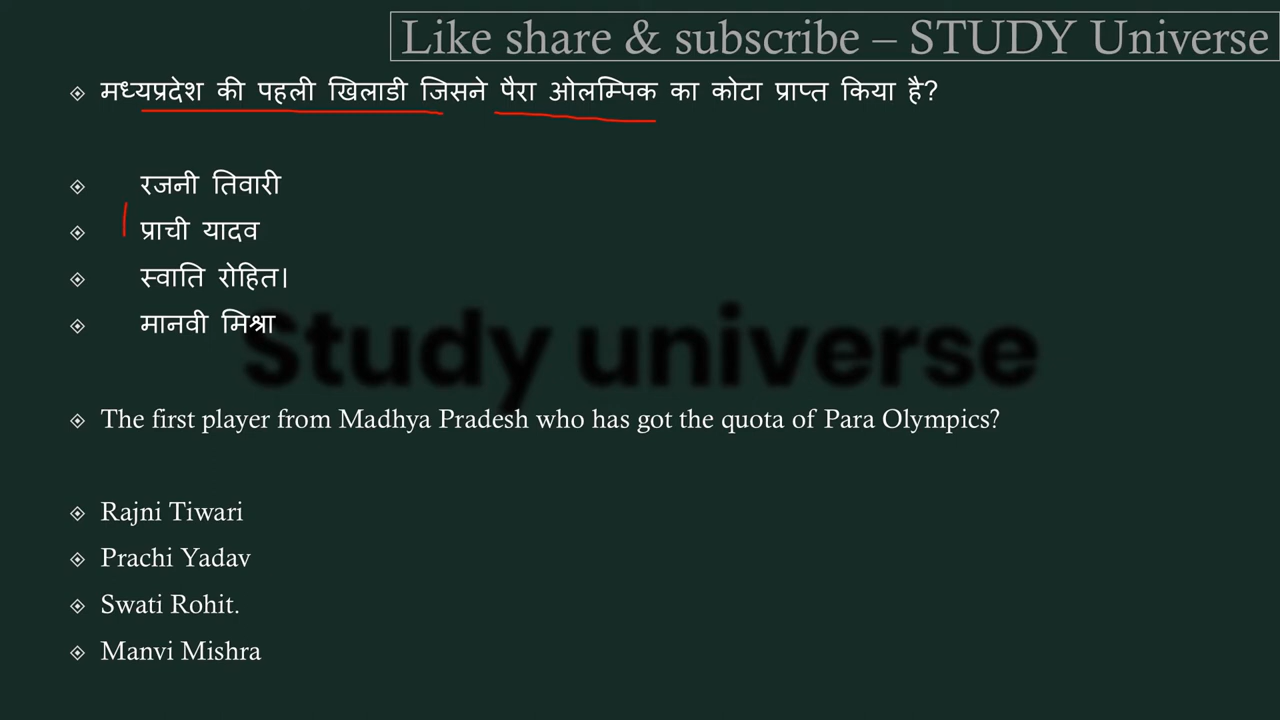 Like share & subscribe – STUDY Universe
मध्यप्रदेश की पहली खिलाडी जिसने पैरा ओलम्पिक का कोटा प्राप्त किया है?
रजनी तिवारी
प्राची यादव
स्वाति रोहित।
मानवी मिश्रा
Study universe
The first player from Madhya Pradesh who has got the quota of Para Olympics?
Rajni Tiwari
Prachi Yadav
Swati Rohit.
Manvi Mishra